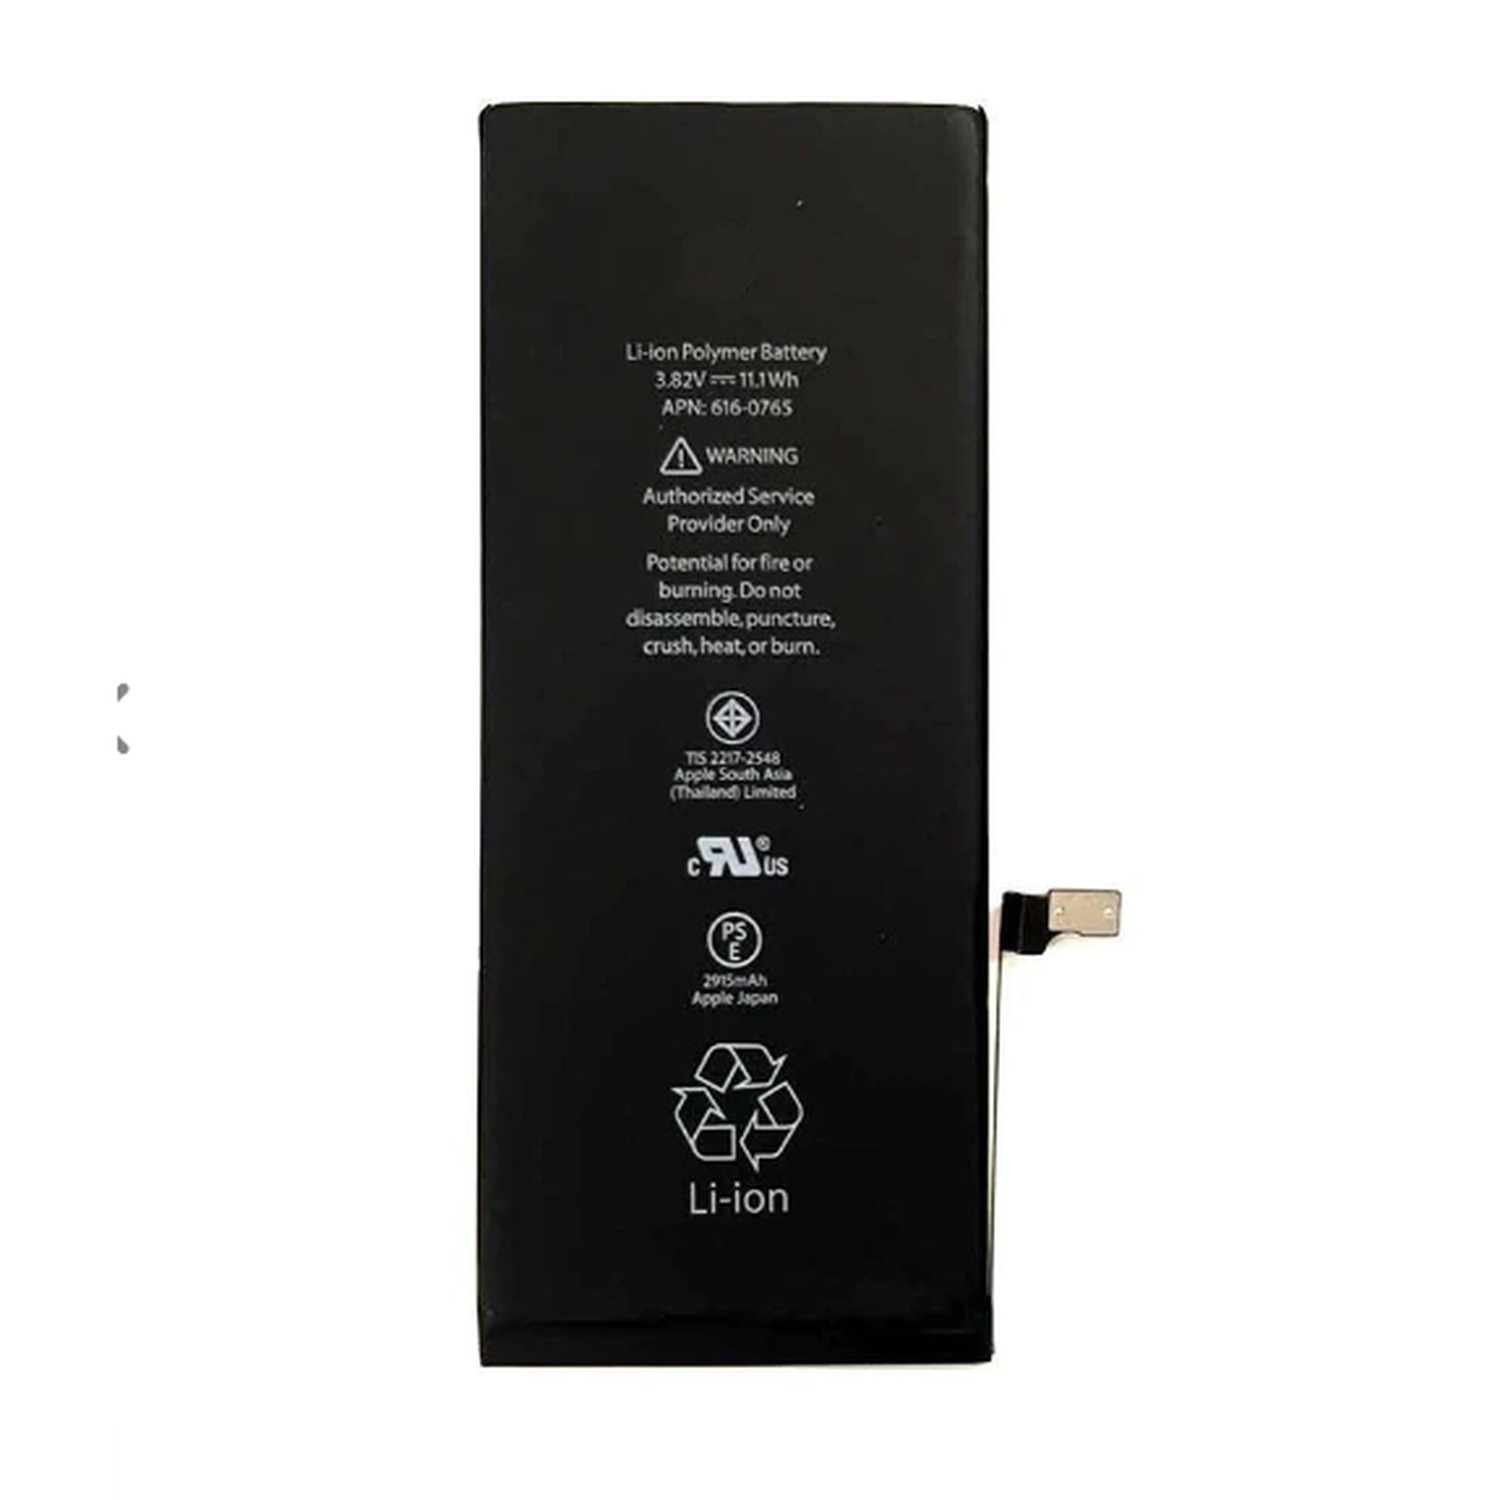 Li-ion Polymer Battery
3.82V ⎓ 11.1Wh
APN: 616-0765
WARNING
Authorized Service
Provider Only
Potential for fire or
burning. Do not
disassemble, puncture,
crush, heat, or burn.
TIS 2217-2548
Apple South Asia
(Thailand) Limited
c RU ® US
PS
E
2915mAh
Apple Japan
Li-ion